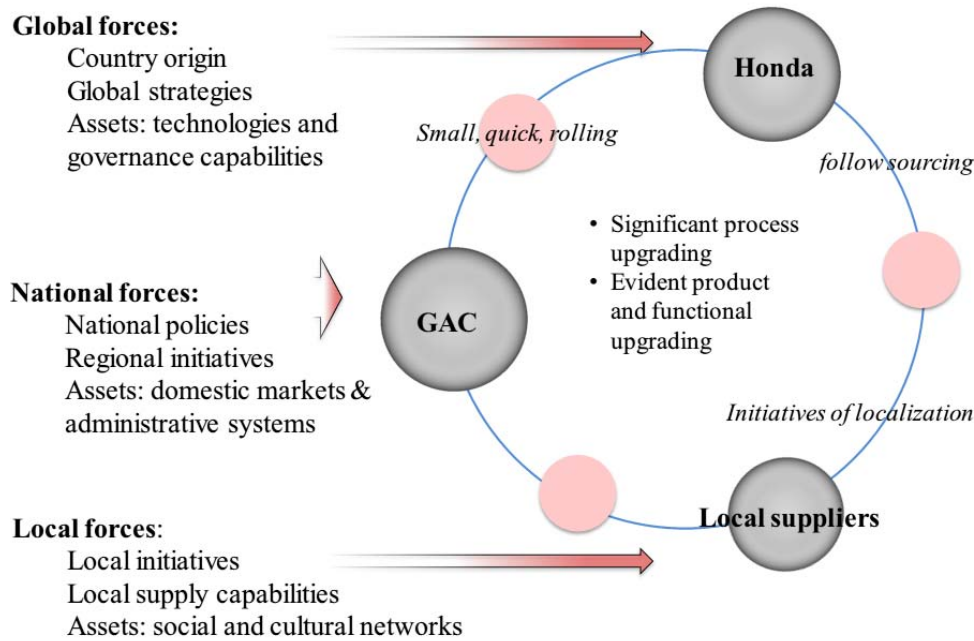 Global forces:
Country origin
Global strategies
Assets: technologies and
governance capabilities
National forces:
National policies
Regional initiatives
Assets: domestic markets &
administrative systems
Local forces:
Local initiatives
Local supply capabilities
Assets: social and cultural networks
Honda
Small, quick, rolling
follow sourcing
• Significant process
upgrading
• Evident product
and functional
upgrading
GAC
Initiatives of localization
Local suppliers